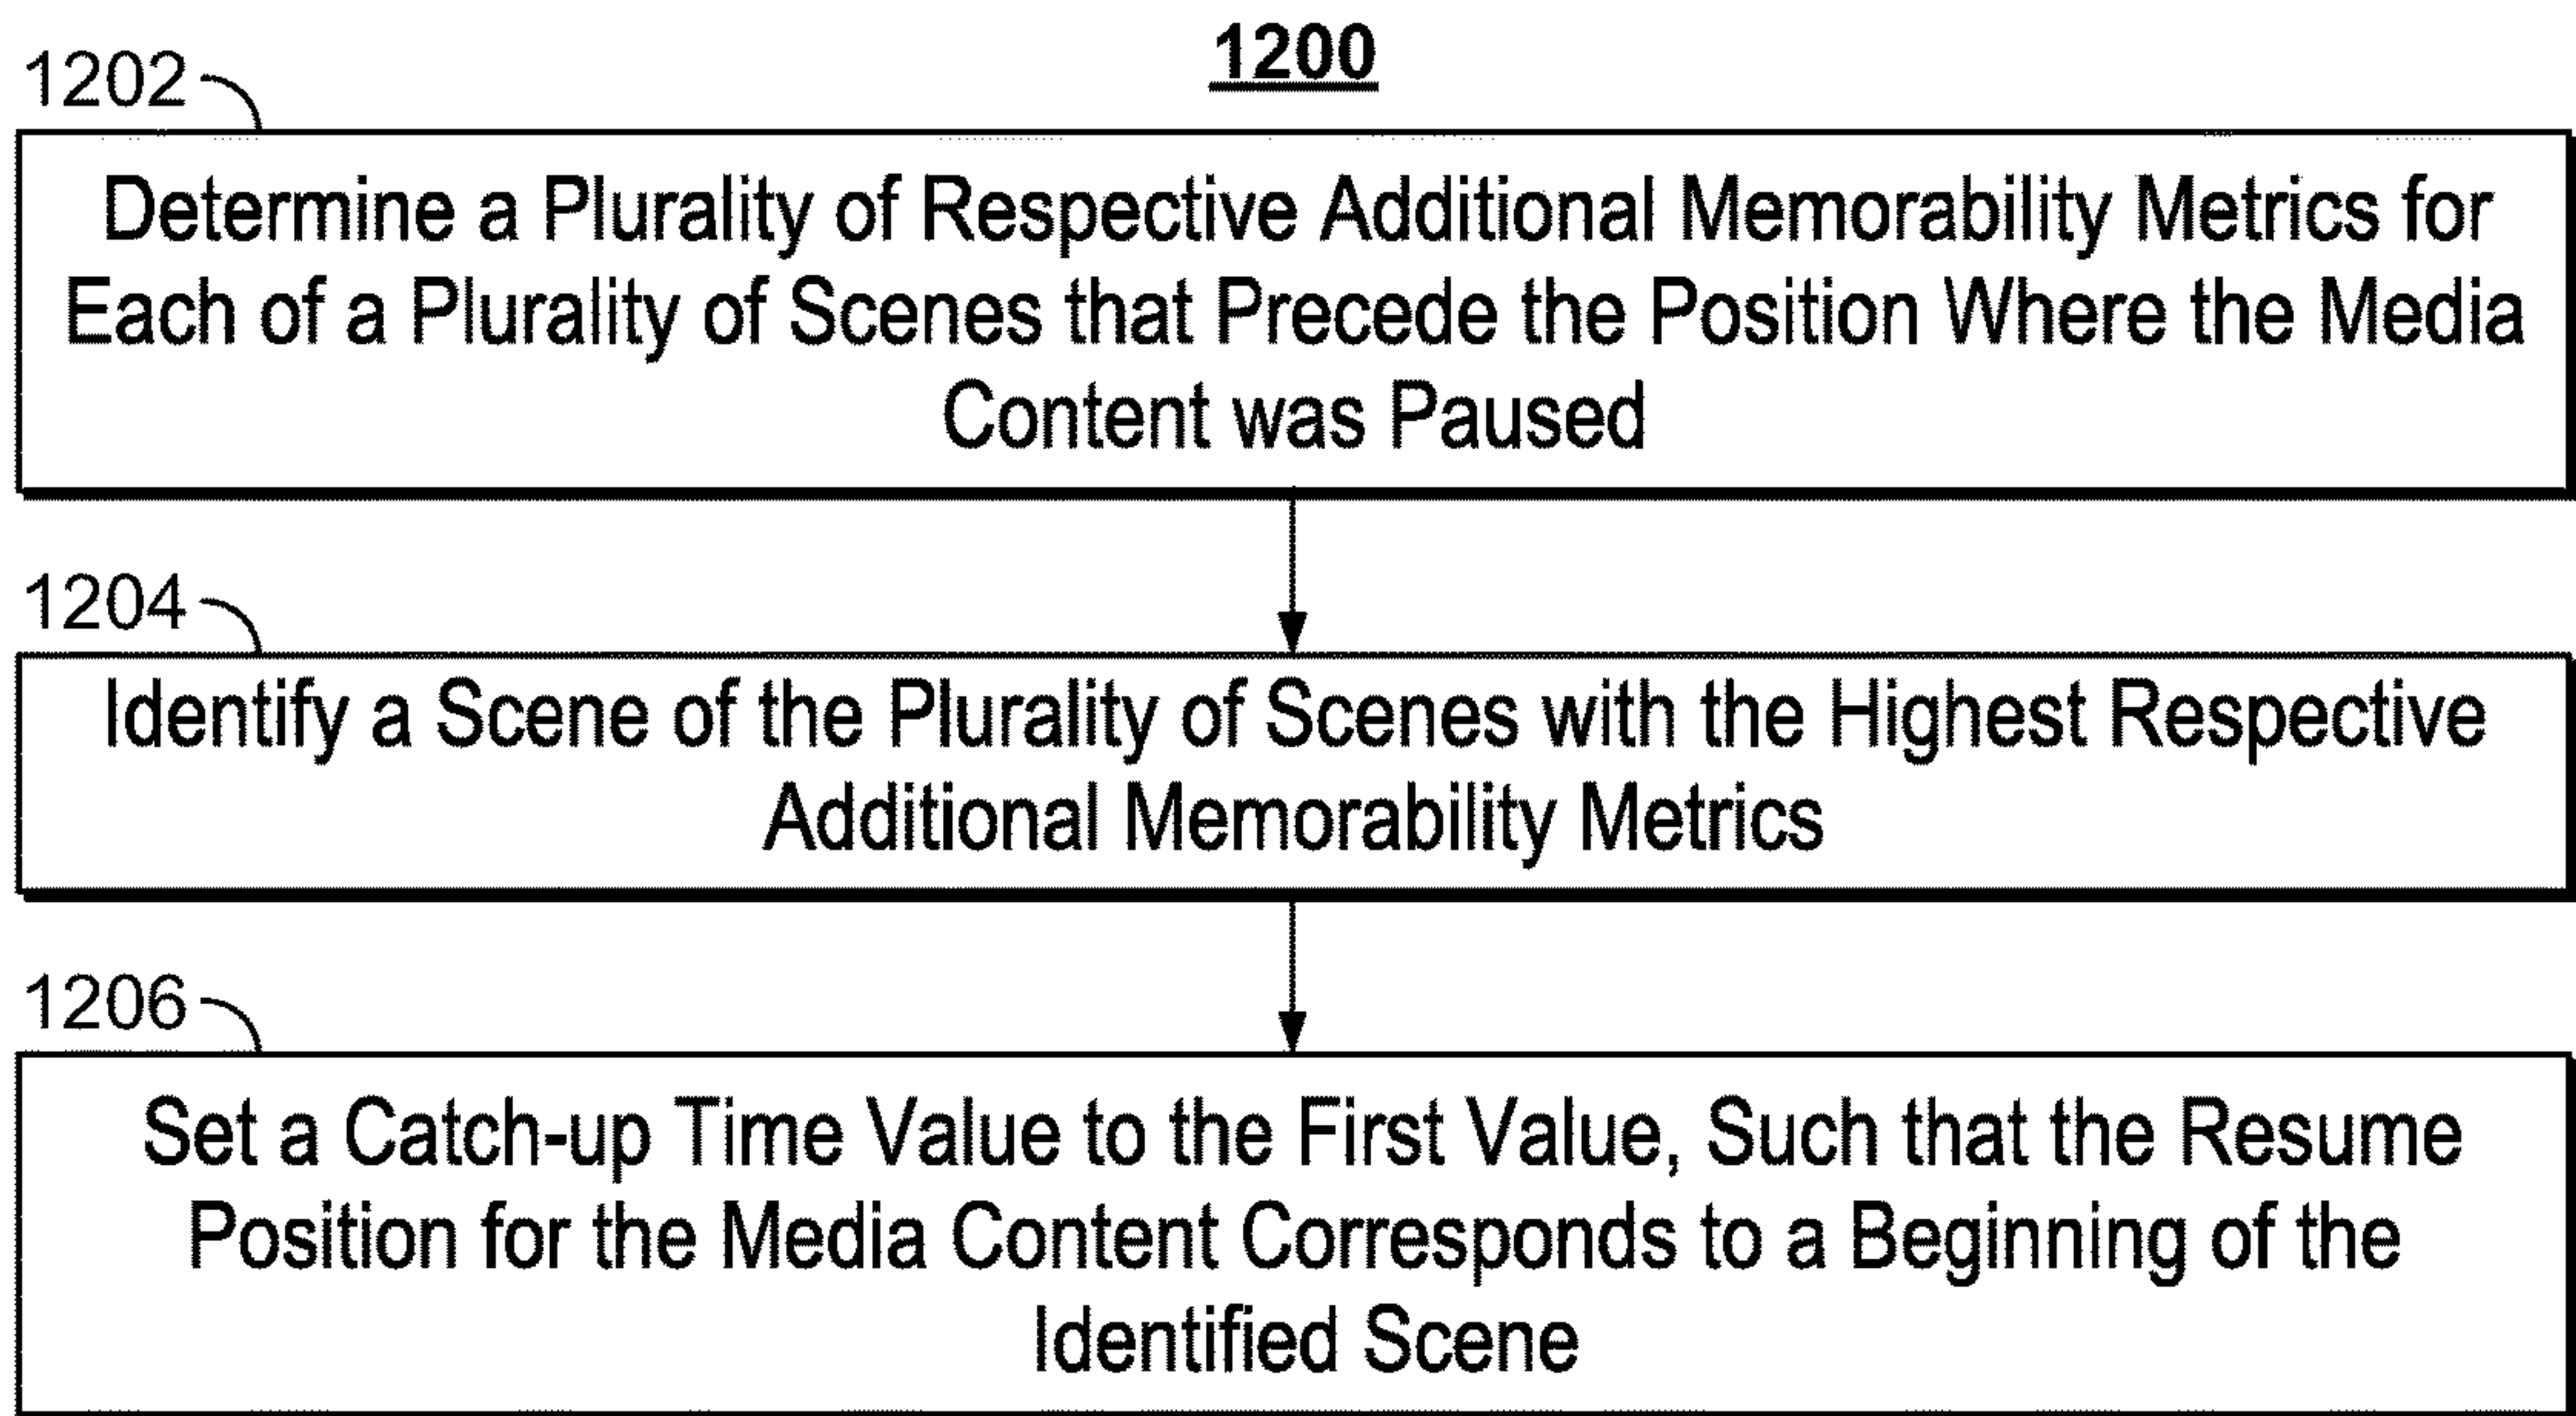 1200
1202
Determine a Plurality of Respective Additional Memorability Metrics for
Each of a Plurality of Scenes that Precede the Position Where the Media
Content was Paused
1204
Identify a Scene of the Plurality of Scenes with the Highest Respective
Additional Memorability Metrics
1206
Set a Catch-up Time Value to the First Value, Such that the Resume
Position for the Media Content Corresponds to a Beginning of the
Identified Scene